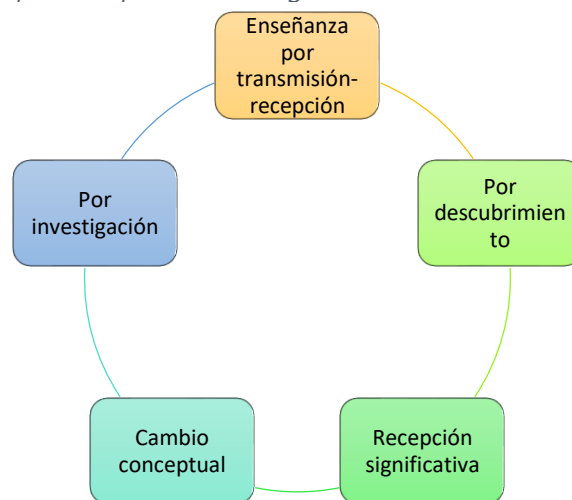 Enseñanza
por
transmisión-
recepción
Por
descubrimien
to
Recepción
significativa
Cambio
conceptual
Por
investigación